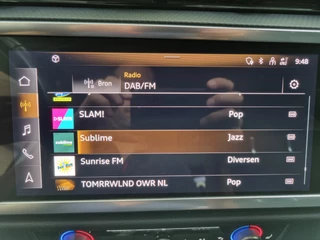 9:48
Bron
Radio
DAB/FM
SLAM! Pop
Sublime Jazz
Sunrise FM Diversen
TOMRRWLND OWR NL Pop